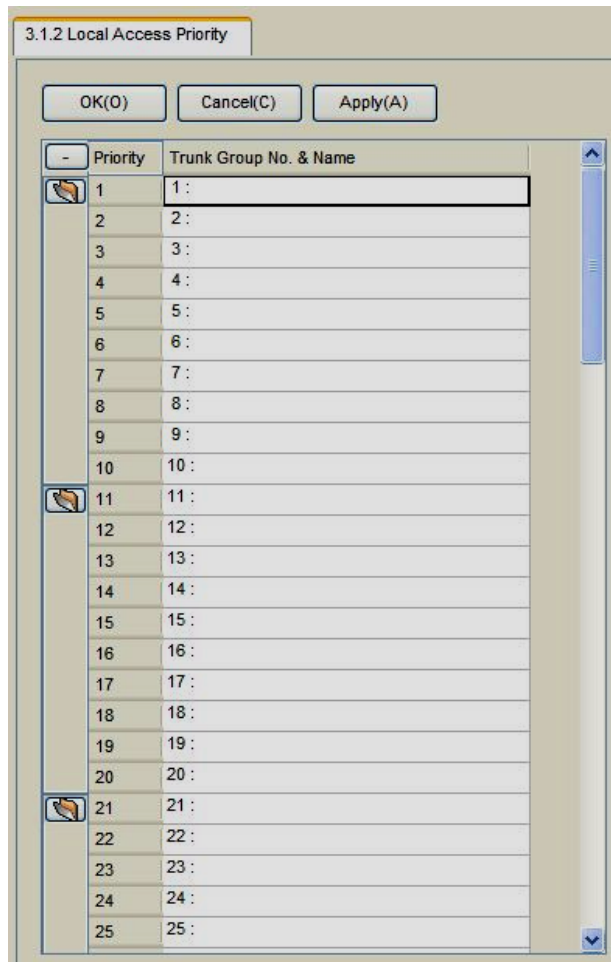 3.1.2 Local Access Priority
OK(O) Cancel(C) Apply(A)
- Priority Trunk Group No. & Name
1 1 :
2 2 :
3 3 :
4 4 :
5 5 :
6 6 :
7 7 :
8 8 :
9 9 :
10 10 :
11 11 :
12 12 :
13 13 :
14 14 :
15 15 :
16 16 :
17 17 :
18 18 :
19 19 :
20 20 :
21 21 :
22 22 :
23 23 :
24 24 :
25 25 :